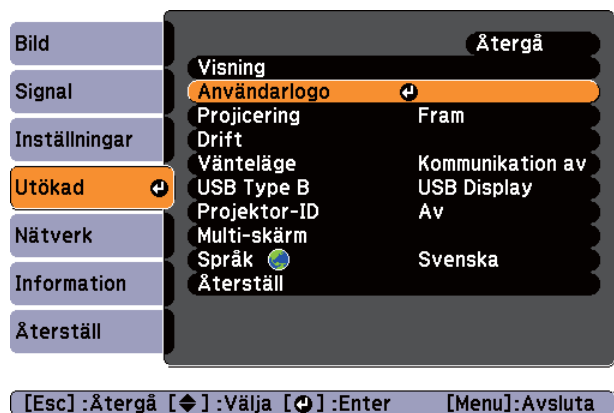 Bild
Signal
Inställningar
Utökad
Nätverk
Information
Återställ
Återgå
Visning
Användarlogo
Projicering Fram
Drift
Vänteläge Kommunikation av
USB Type B USB Display
Projektor-ID Av
Multi-skärm
Språk Svenska
Återställ
[Esc] :Återgå [◆] :Välja [↵] :Enter [Menu]:Avsluta